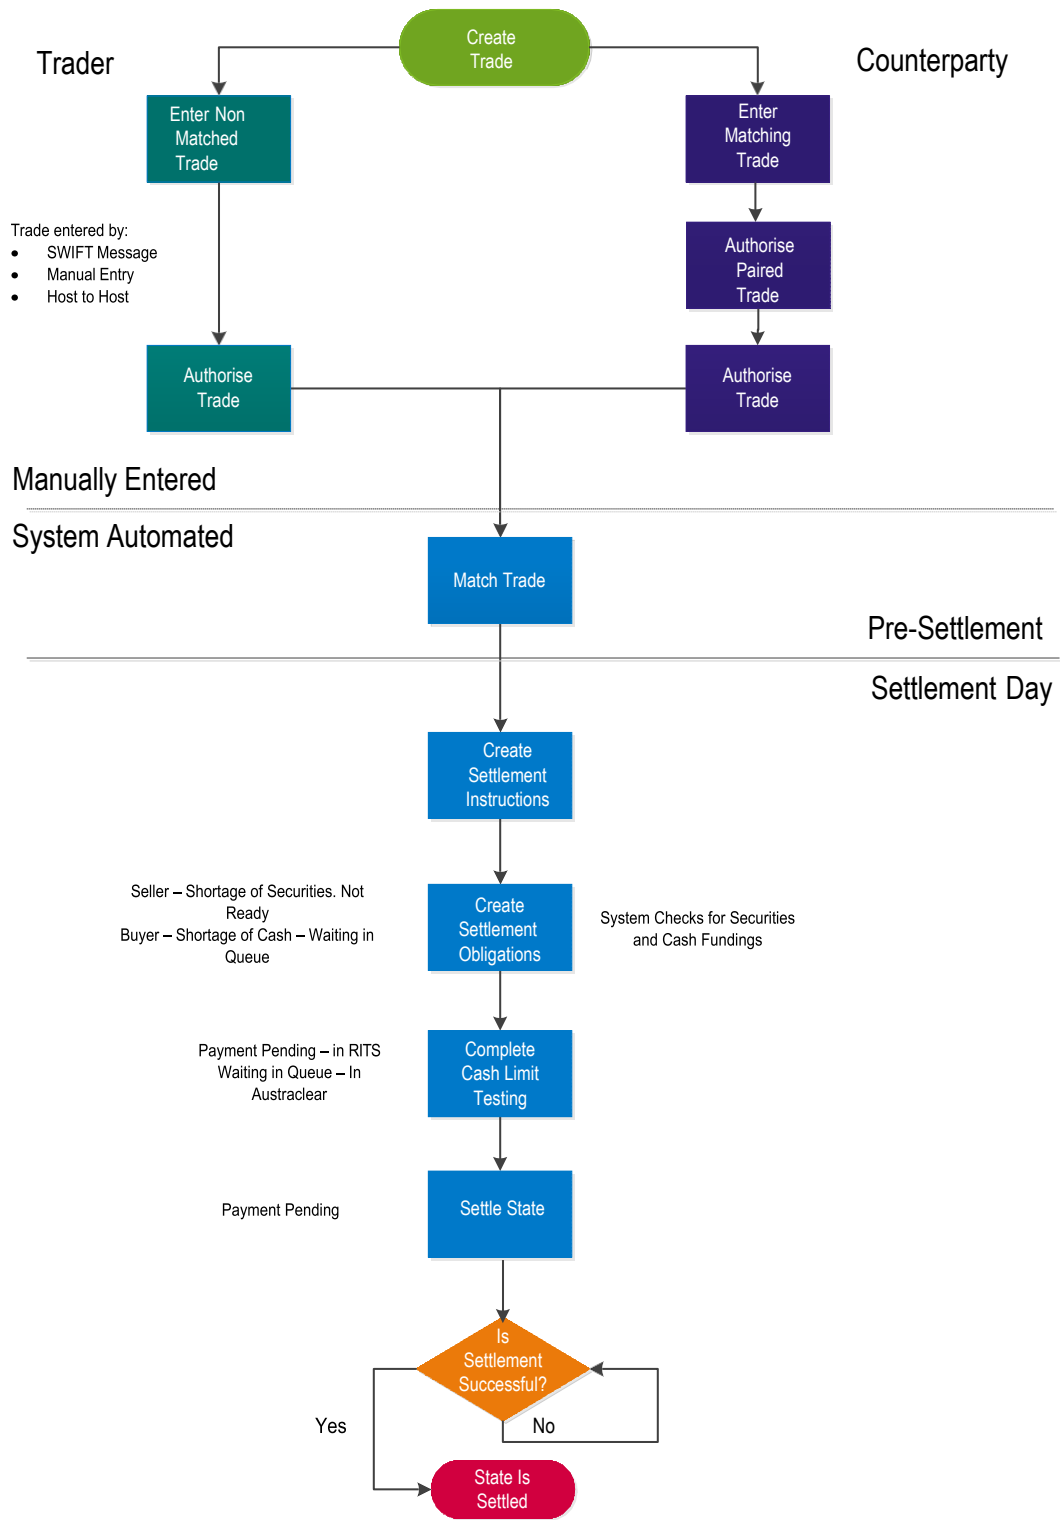 Create
Trade
Trader
Counterparty
Enter Non
Matched
Trade
Enter
Matching
Trade
Trade entered by:
• SWIFT Message
• Manual Entry
• Host to Host
Authorise
Paired
Trade
Authorise
Trade
Authorise
Trade
Manually Entered
System Automated
Match Trade
Pre-Settlement
Settlement Day
Create
Settlement
Instructions
Seller – Shortage of Securities. Not
Ready
Buyer – Shortage of Cash – Waiting in
Queue
Create
Settlement
Obligations
System Checks for Securities
and Cash Fundings
Payment Pending – in RITS
Waiting in Queue – In
Austraclear
Complete
Cash Limit
Testing
Payment Pending
Settle State
Is
Settlement
Successful?
Yes
No
State Is
Settled